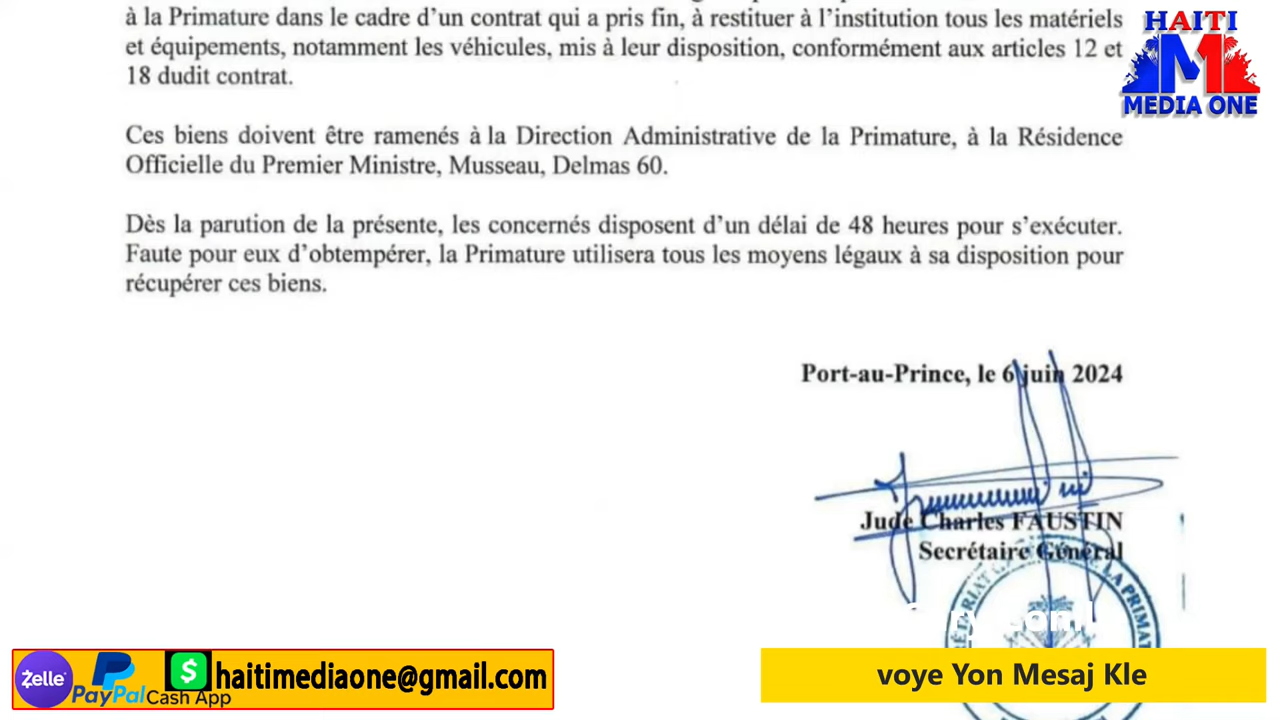 à la Primature dans le cadre d’un contrat qui a pris fin, à restituer à l’institution tous les matériels
et équipements, notamment les véhicules, mis à leur disposition, conformément aux articles 12 et
18 dudit contrat.
Ces biens doivent être ramenés à la Direction Administrative de la Primature, à la Résidence
Officielle du Premier Ministre, Musseau, Delmas 60.
Dès la parution de la présente, les concernés disposent d’un délai de 48 heures pour s’exécuter.
Faute pour eux d’obtempérer, la Primature utilisera tous les moyens légaux à sa disposition pour
récupérer ces biens.
Port-au-Prince, le 6 juin 2024
Jude Charles FAUSTIN
Secrétaire Général
HAITI
M
MEDIA ONE
Zelle
PayPal
$
Cash App
haitimediaone@gmail.com
voye Yon Mesaj Kle